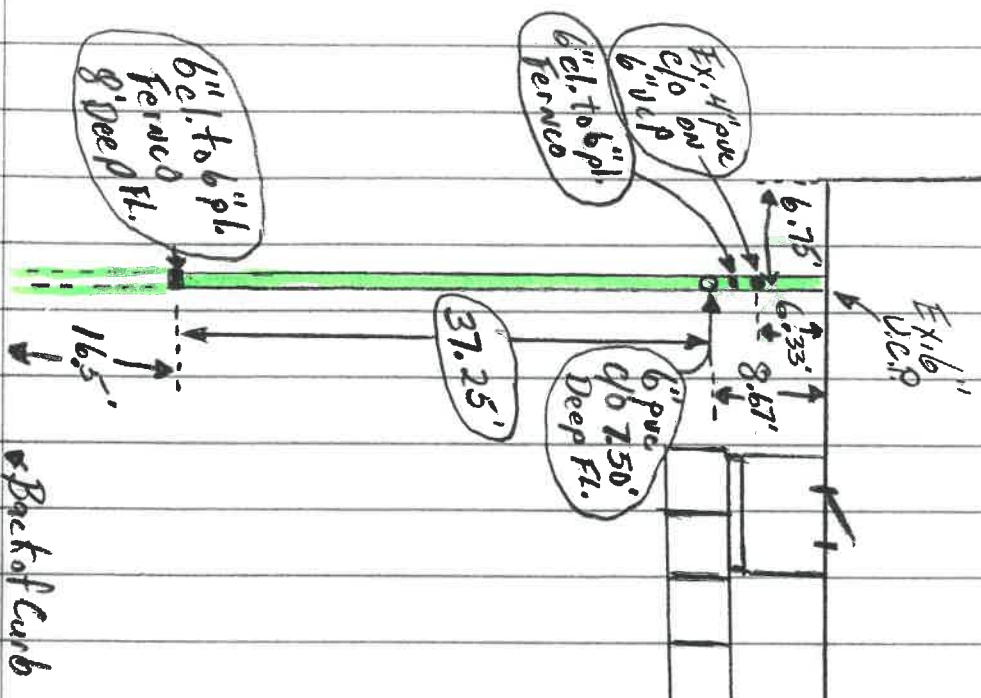 Ex. 6"
V.C.P.
6.75'
6.33'
8.67'
Ex. 4" pvc
c/o on
6" VCP
6" cl. to 6" pl.
Fernco
6" pvc
c/o 7.50'
Deep FL.
37.25'
6" cl. to 6" pl.
Fernco
8' Deep FL.
16.5'
Back of Curb